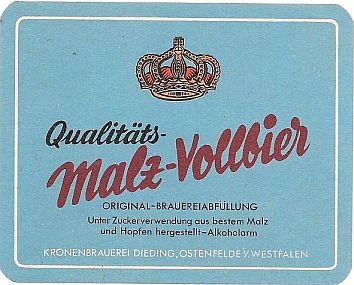 Qualitäts-
Malz-Vollbier
ORIGINAL-BRAUEREIABFÜLLUNG
Unter Zuckerverwendung aus bestem Malz
und Hopfen hergestellt-Alkoholarm
KRONENBRAUEREI DIEDING, OSTENFELDE i/WESTFALEN